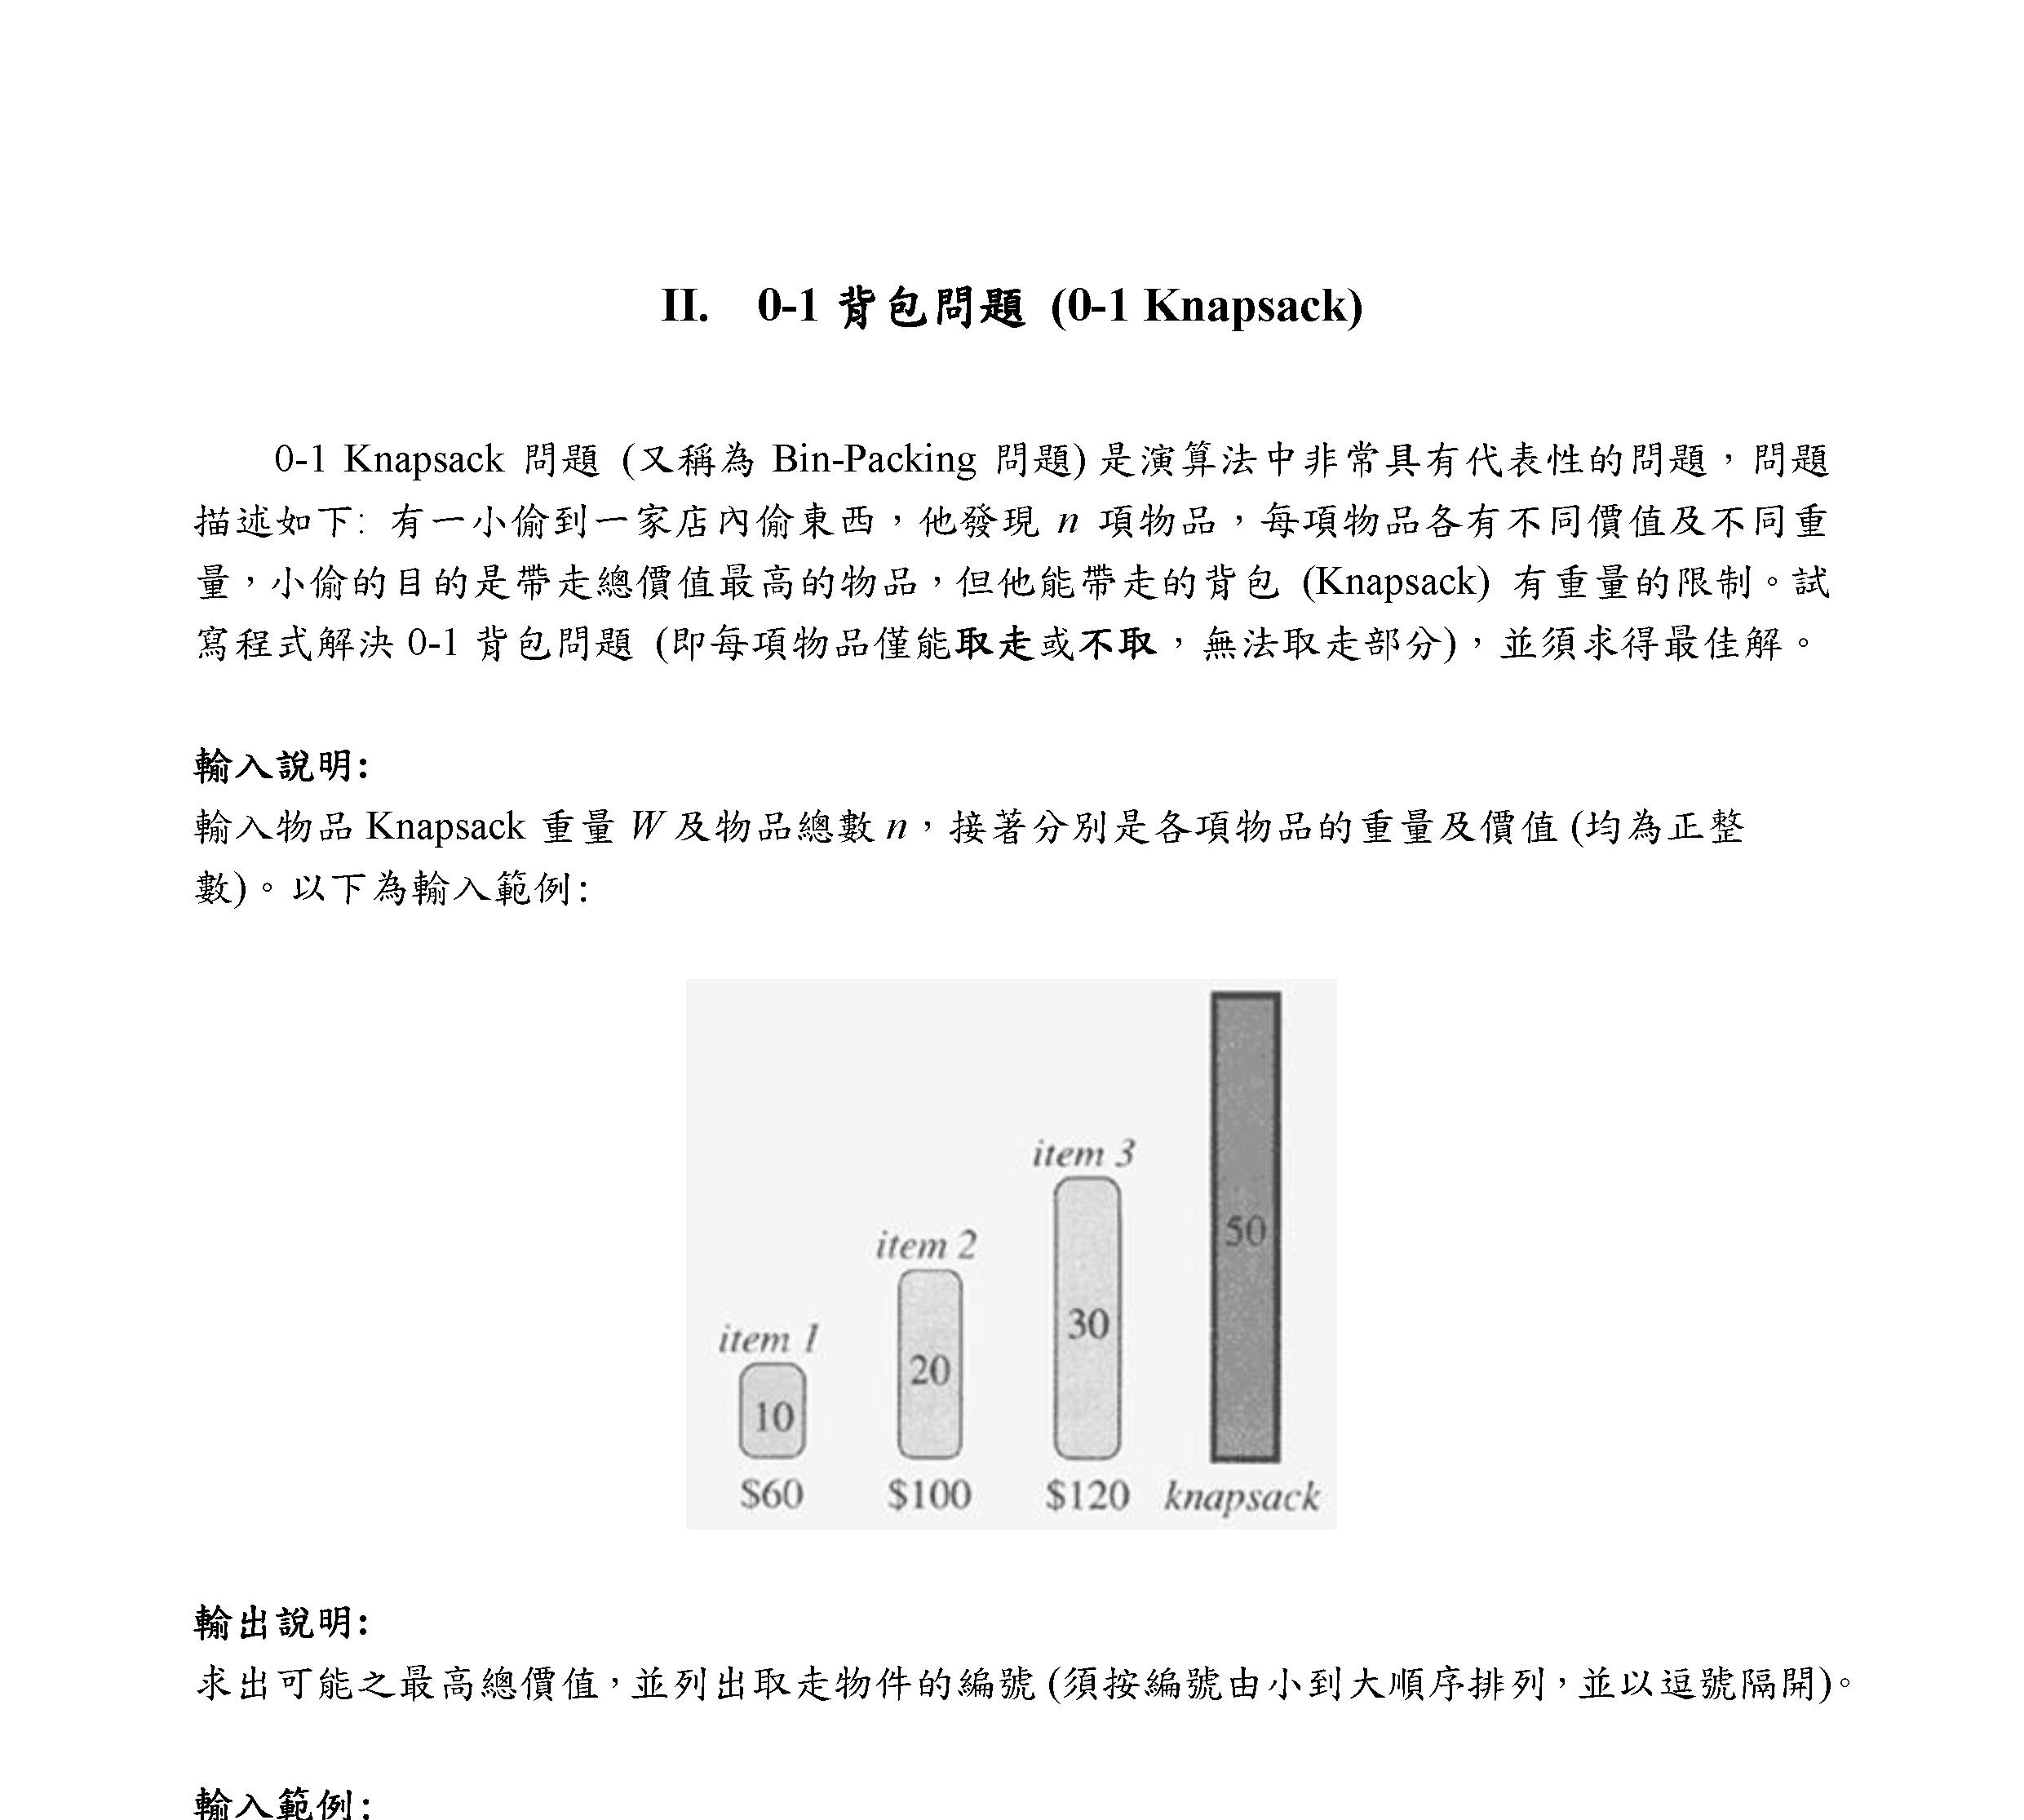 II. 0-1 背包問題 (0-1 Knapsack)
0-1 Knapsack 問題 (又稱為 Bin-Packing 問題) 是演算法中非常具有代表性的問題，問題
描述如下: 有一小偷到一家店內偷東西，他發現 n 項物品，每項物品各有不同價值及不同重
量，小偷的目的是帶走總價值最高的物品，但他能帶走的背包 (Knapsack) 有重量的限制。試
寫程式解決 0-1 背包問題 (即每項物品僅能取走或不取，無法取走部分)，並須求得最佳解。
輸入說明:
輸入物品 Knapsack 重量 W 及物品總數 n，接著分別是各項物品的重量及價值 (均為正整
數)。以下為輸入範例:
item 3
50
item 2
30
item 1
20
10
$60 $100 $120 knapsack
輸出說明:
求出可能之最高總價值，並列出取走物件的編號 (須按編號由小到大順序排列，並以逗號隔開)。
輸入範例: